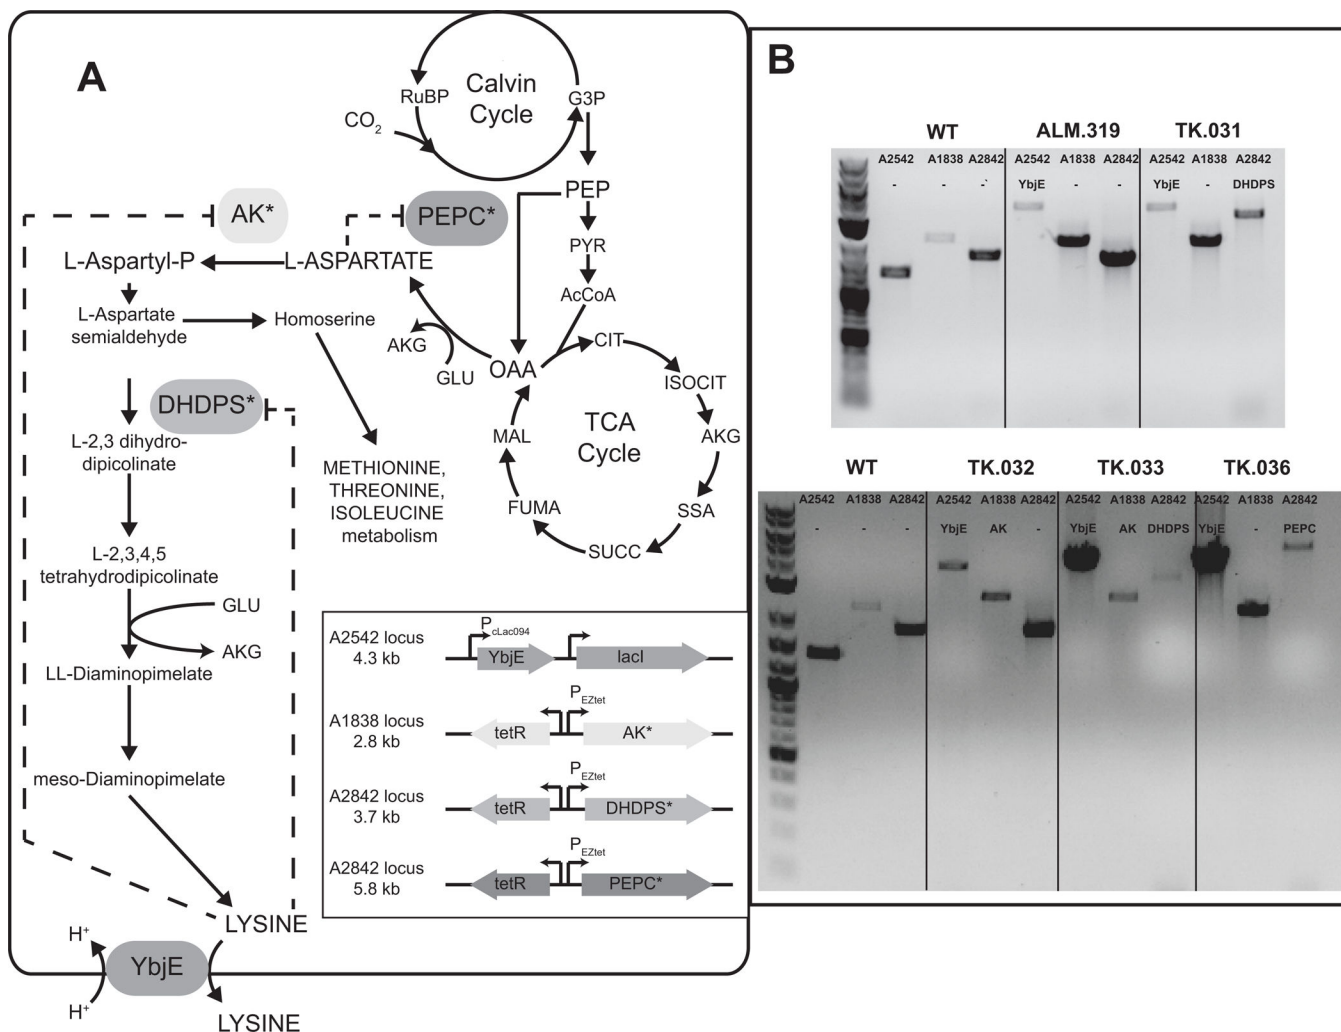 A
Calvin
Cycle
RuBP
G3P
CO2
PEP
AK*
PEPC*
L-Aspartyl-P
L-ASPARTATE
PYR
AcCoA
L-Aspartate
semialdehyde
Homoserine
AKG
GLU
OAA
CIT
ISOCIT
AKG
SSA
SUCC
FUMA
MAL
TCA
Cycle
DHDPS*
L-2,3 dihydro-
dipicolinate
METHIONINE,
THREONINE,
ISOLEUCINE
metabolism
L-2,3,4,5
tetrahydrodipicolinate
GLU
AKG
LL-Diaminopimelate
meso-Diaminopimelate
LYSINE
H+
YbjE
H+
LYSINE
A2542 locus
4.3 kb
PcLac094
YbjE
lacI
A1838 locus
2.8 kb
PEZtet
tetR
AK*
A2842 locus
3.7 kb
PEZtet
tetR
DHDPS*
A2842 locus
5.8 kb
PEZtet
tetR
PEPC*
B
WT ALM.319 TK.031
A2542 A1838 A2842 A2542 A1838 A2842 A2542 A1838 A2842
- - - YbjE - - YbjE - DHDPS
WT TK.032 TK.033 TK.036
A2542 A1838 A2842 A2542 A1838 A2842 A2542 A1838 A2842 A2542 A1838 A2842
- - - YbjE AK - YbjE AK DHDPS YbjE - PEPC